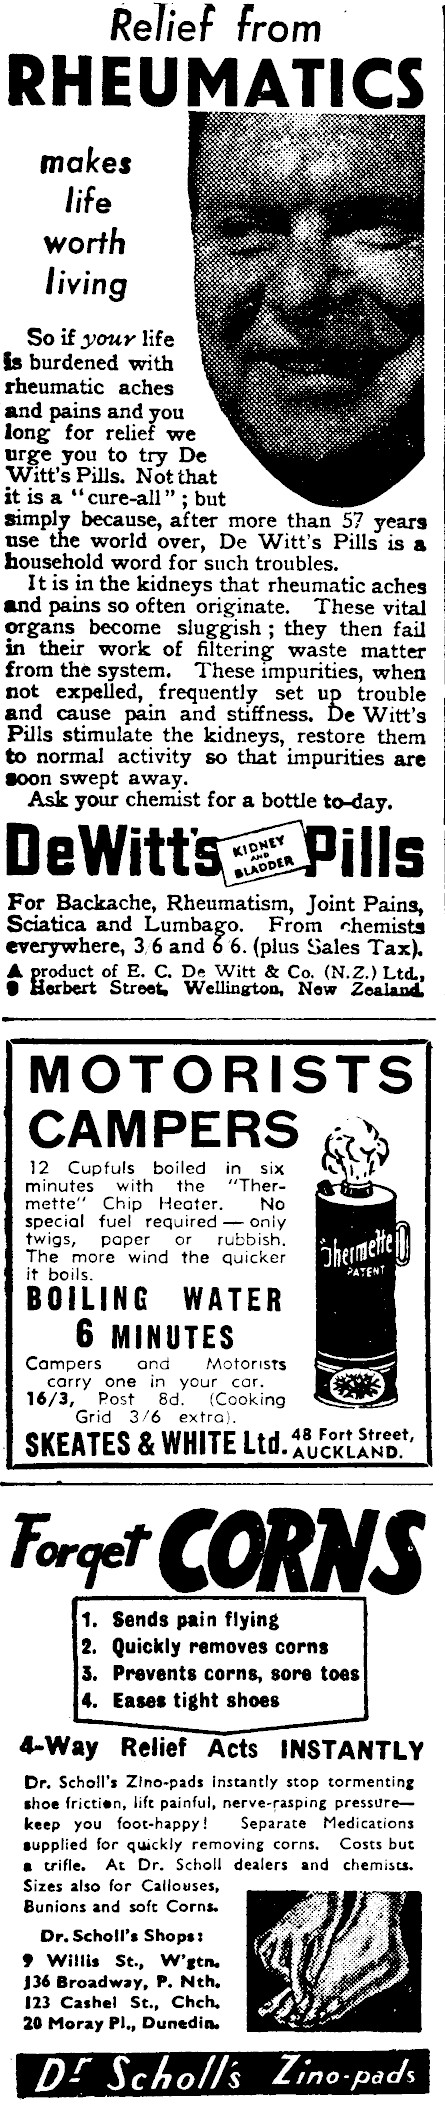 Relief from
RHEUMATICS
makes
life
worth
living
So if your life
is burdened with
rheumatic aches
and pains and you
long for relief we
urge you to try De
Witt's Pills. Not that
it is a "cure-all"; but
simply because, after more than 57 years
use the world over, De Witt's Pills is a
household word for such troubles.
It is in the kidneys that rheumatic aches
and pains so often originate. These vital
organs become sluggish; they then fail
in their work of filtering waste matter
from the system. These impurities, when
not expelled, frequently set up trouble
and cause pain and stiffness. De Witt's
Pills stimulate the kidneys, restore them
to normal activity so that impurities are
soon swept away.
Ask your chemist for a bottle to-day.
DeWitt's KIDNEY AND BLADDER Pills
For Backache, Rheumatism, Joint Pains,
Sciatica and Lumbago. From chemists
everywhere, 3/6 and 6/6. (plus Sales Tax).
A product of E. C. De Witt & Co. (N.Z.) Ltd.,
9 Herbert Street, Wellington, New Zealand.
MOTORISTS
CAMPERS
12 Cupfuls boiled in six
minutes with the "Ther-
mette" Chip Heater. No
special fuel required — only
twigs, paper or rubbish.
The more wind the quicker
it boils.
Thermette
PATENT
BOILING WATER
6 MINUTES
Campers and Motorists
carry one in your car.
16/3, Post 8d. (Cooking
Grid 3/6 extra).
SKEATES & WHITE Ltd. 48 Fort Street,
AUCKLAND.
Forget CORNS
1. Sends pain flying
2. Quickly removes corns
3. Prevents corns, sore toes
4. Eases tight shoes
4-Way Relief Acts INSTANTLY
Dr. Scholl's Zino-pads instantly stop tormenting
shoe friction, lift painful, nerve-rasping pressure—
keep you foot-happy! Separate Medications
supplied for quickly removing corns. Costs but
a trifle. At Dr. Scholl dealers and chemists.
Sizes also for Callouses,
Bunions and soft Corns.
Dr. Scholl's Shops:
9 Willis St., W'gtn.
136 Broadway, P. Nth.
123 Cashel St., Chch.
20 Moray Pl., Dunedin.
Dr Scholl's Zino-pads